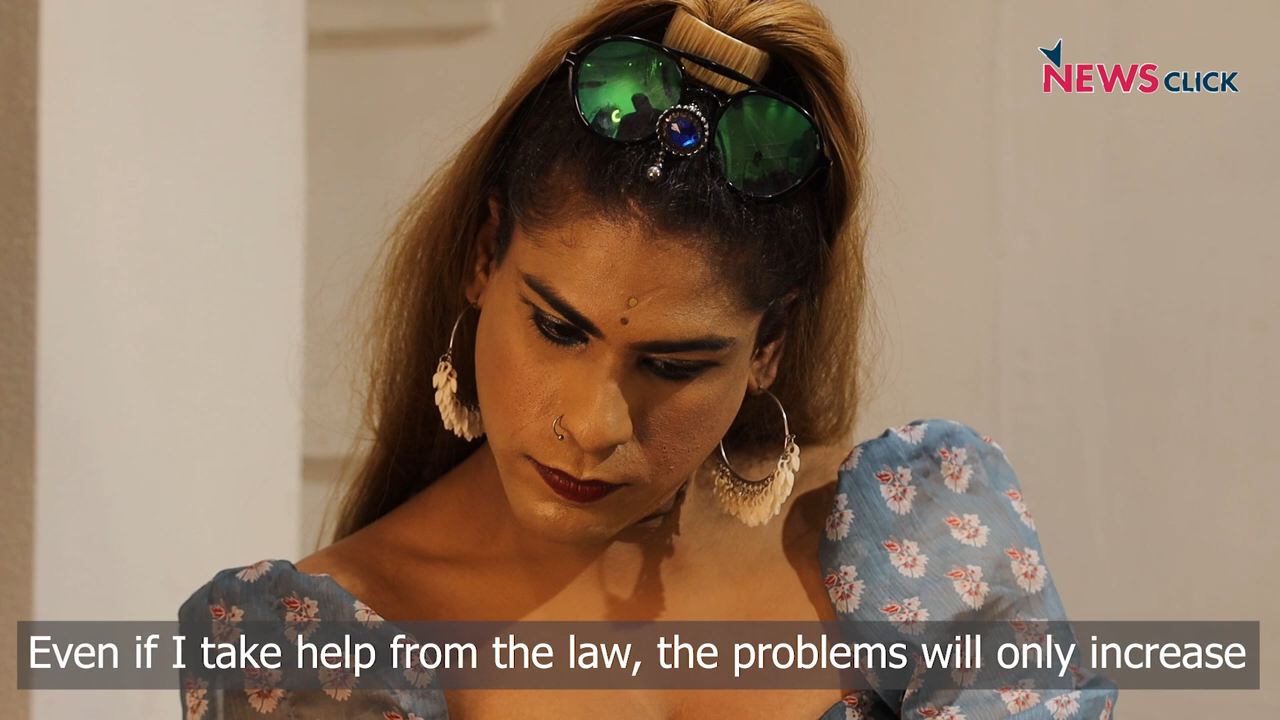 NEWSCLICK
Even if I take help from the law, the problems will only increase